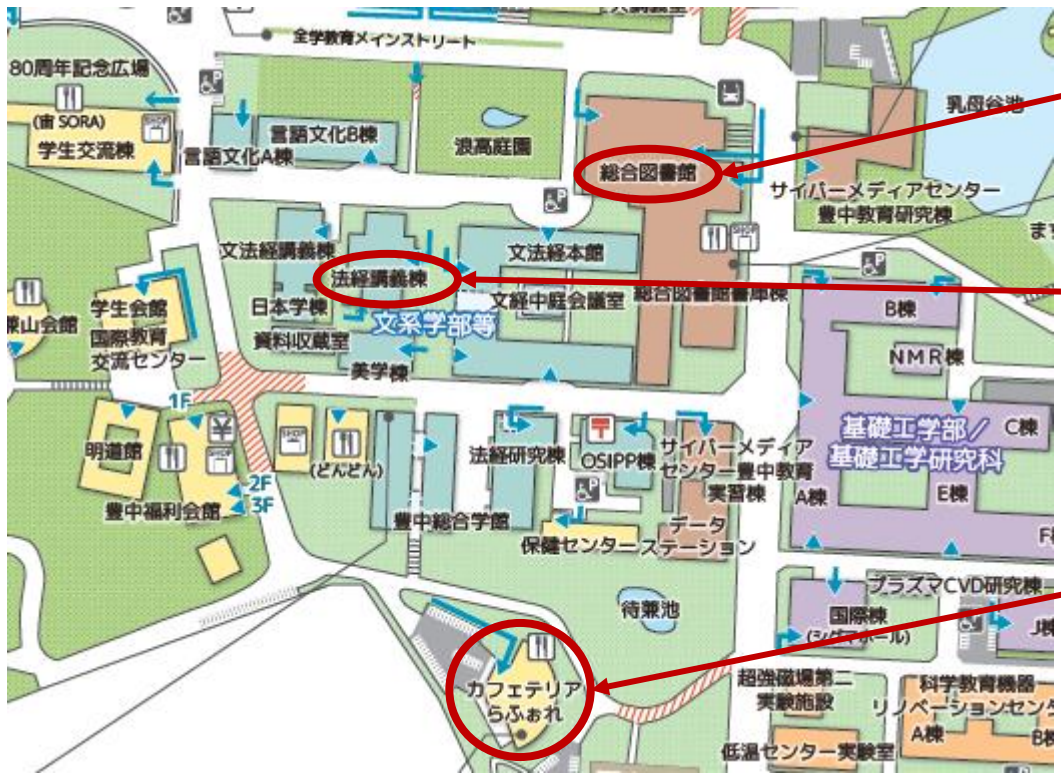 全学教育メインストリート
80周年記念広場
(宙 SORA)
学生交流棟
SHOP
言語文化A棟
言語文化B棟
浪高庭園
総合図書館
乳母谷池
サイバーメディアセンター
豊中教育研究棟
文法経講義棟
法経講義棟
文法経本館
文経中庭会議室
総合図書館書庫棟
SHOP
日本学棟
資料収蔵室
文系学部等
美学棟
学生会館
国際教育
交流センター
B棟
NMR棟
基礎工学部/
基礎工学研究科
C棟
A棟
E棟
1F
明道館
SHOP
2F
3F
豊中福利会館
SHOP
(どんどん)
豊中総合学館
法経研究棟
OSIPP棟
サイバーメディア
センター豊中教育
実習棟
保健センター
データ
ステーション
プラズマCVD研究棟
国際棟
(シグマホール)
J棟
待兼池
カフェテリア
らふぉれ
超強磁場第二
実験施設
低温センター実験室
科学教育機器
リノベーションセンタ
A棟